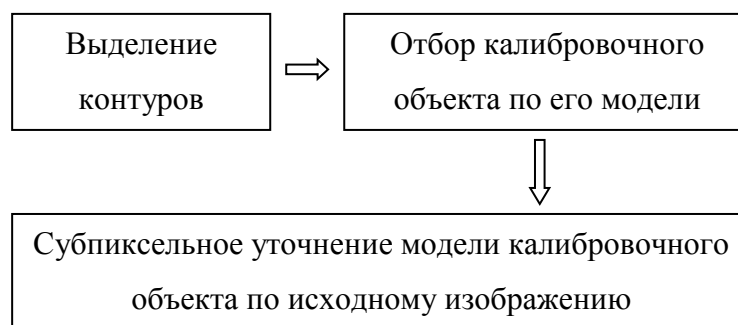 Выделение
контуров
Отбор калибровочного
объекта по его модели
Субпиксельное уточнение модели калибровочного
объекта по исходному изображению